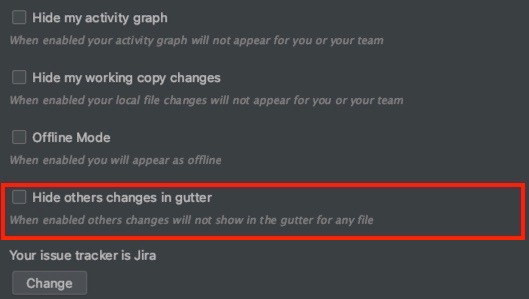 Hide my activity graph
When enabled your activity graph will not appear for you or your team
Hide my working copy changes
When enabled your local file changes will not appear for you or your team
Offline Mode
When enabled you will appear as offline
Hide others changes in gutter
When enabled others changes will not show in the gutter for any file
Your issue tracker is Jira
Change